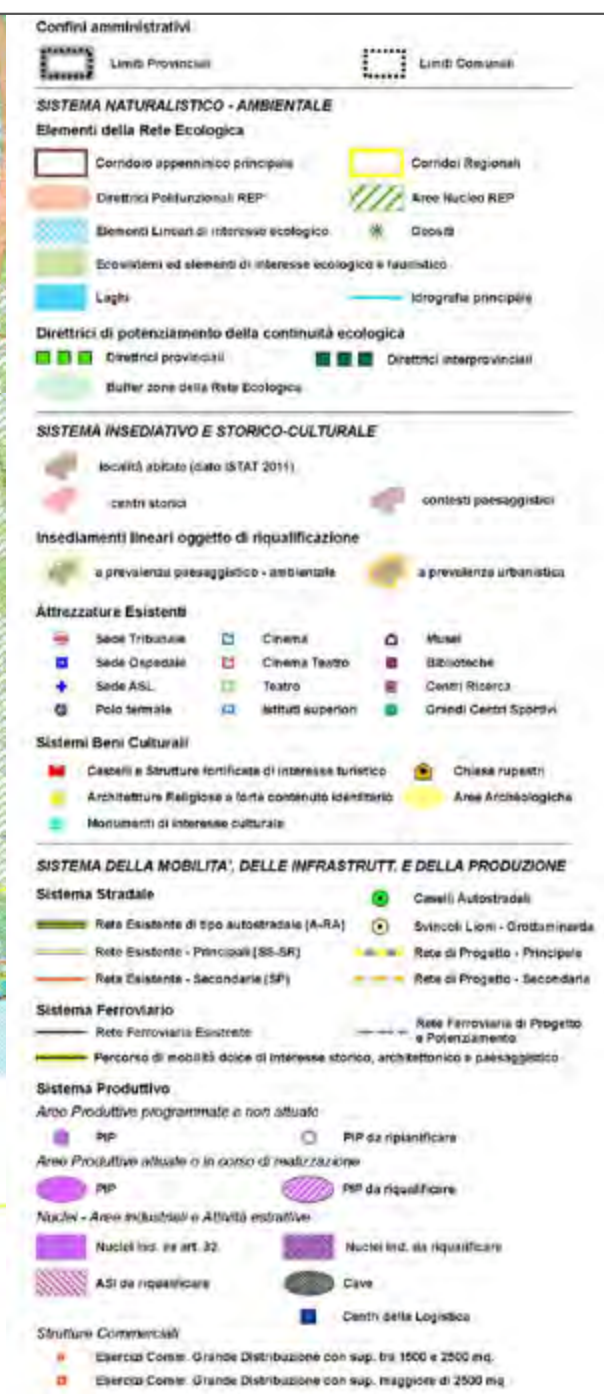 Confini amministrativi
Limiti Provinciali Limiti Comunali
SISTEMA NATURALISTICO - AMBIENTALE
Elementi della Rete Ecologica
Corridoio appenninico principale Corridoi Regionali
Direttrici Polifunzionali REP Aree Nucleo REP
Elementi Lineari di interesse ecologico Geositi
Ecosistemi ed elementi di interesse ecologico e faunistico
Laghi Idrografia principale
Direttrici di potenziamento della continuità ecologica
Direttrici provinciali Direttrici interprovinciali
Buffer zone della Rete Ecologica
SISTEMA INSEDIATIVO E STORICO-CULTURALE
località abitate (dato ISTAT 2011)
centri storici contesti paesaggistici
Insediamenti lineari oggetto di riqualificazione
a prevalenza paesaggistico - ambientale a prevalenza urbanistica
Attrezzature Esistenti
Sede Tribunale Cinema Musei
Sede Ospedale Cinema Teatro Biblioteche
Sede ASL Teatro Centri Ricerca
Polo termale Istituti superiori Grandi Centri Sportivi
Sistemi Beni Culturali
Castelli e Strutture fortificate di interesse turistico Chiese rupestri
Architetture Religiose a forte contenuto identitario Aree Archeologiche
Monumenti di interesse culturale
SISTEMA DELLA MOBILITA', DELLE INFRASTRUTT. E DELLA PRODUZIONE
Sistema Stradale Caselli Autostradali
Rete Esistente di tipo autostradale (A-RA) Svincoli Lioni - Grottaminarda
Rete Esistente - Principali (SS-SR) Rete di Progetto - Principale
Rete Esistente - Secondarie (SP) Rete di Progetto - Secondaria
Sistema Ferroviario
Rete Ferroviaria Esistente Rete Ferroviaria di Progetto
e Potenziamento
Percorso di mobilità dolce di interesse storico, architettonico e paesaggistico
Sistema Produttivo
Aree Produttive programmate e non attuate
PIP PIP da ripianificare
Aree Produttive attuate o in corso di realizzazione
PIP PIP da riqualificare
Nuclei - Aree industriali e Attività estrattive
Nuclei Ind. ex art. 32 Nuclei Ind. da riqualificare
ASI da riqualificare Cave
Centri della Logistica
Strutture Commerciali
Esercizi Comm. Grande Distribuzione con sup. tra 1500 e 2500 mq.
Esercizi Comm. Grande Distribuzione con sup. maggiore di 2500 mq